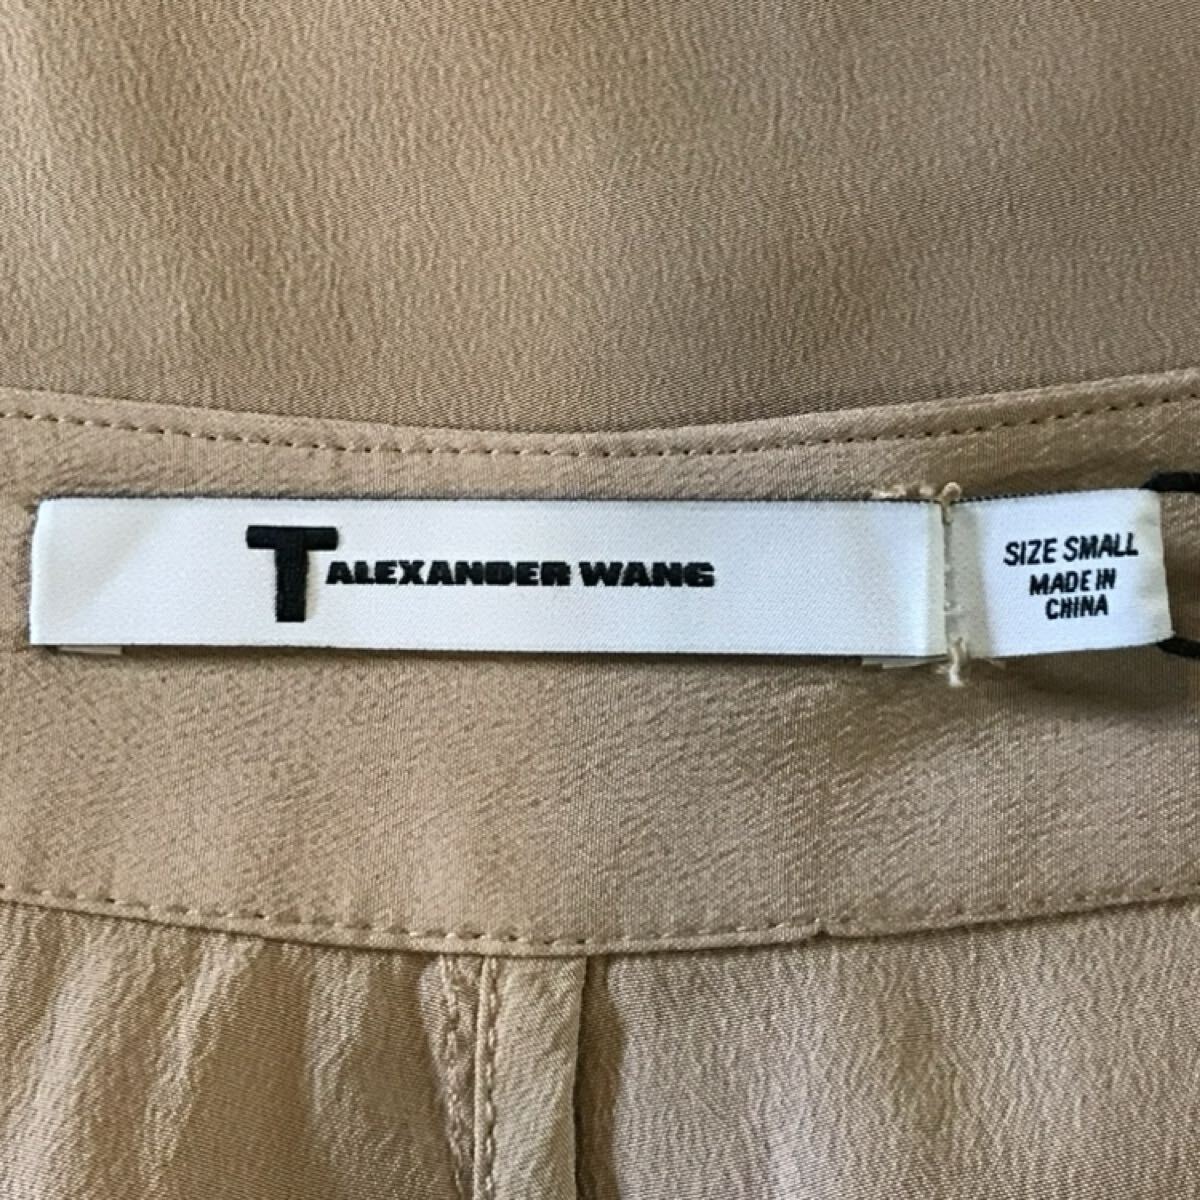 T ALEXANDER WANG
SIZE SMALL
MADE IN
CHINA